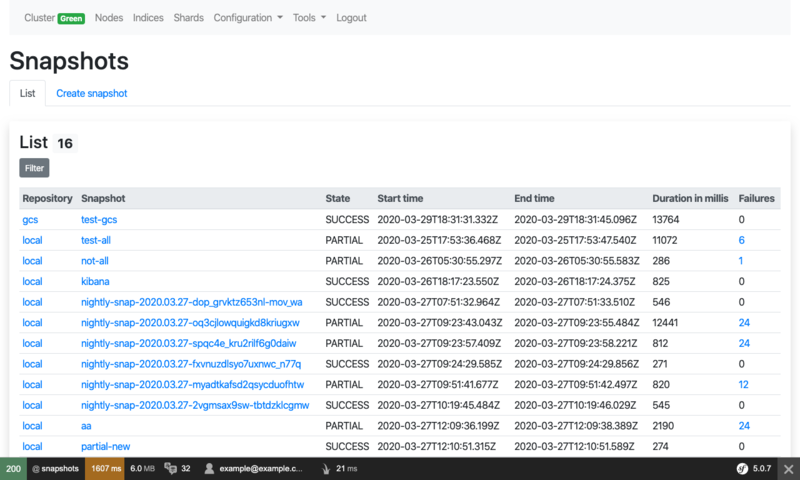 Cluster Green Nodes Indices Shards Configuration Tools Logout
Snapshots
List Create snapshot
List 16
Filter
Repository Snapshot State Start time End time Duration in millis Failures
gcs test-gcs SUCCESS 2020-03-29T18:31:31.332Z 2020-03-29T18:31:45.096Z 13764 0
local test-all PARTIAL 2020-03-25T17:53:36.468Z 2020-03-25T17:53:47.540Z 11072 6
local not-all PARTIAL 2020-03-26T05:30:55.297Z 2020-03-26T05:30:55.583Z 286 1
local kibana SUCCESS 2020-03-26T18:17:23.550Z 2020-03-26T18:17:24.375Z 825 0
local nightly-snap-2020.03.27-dop_grvktz653nl-mov_wa SUCCESS 2020-03-27T07:51:32.964Z 2020-03-27T07:51:33.510Z 546 0
local nightly-snap-2020.03.27-oq3cjlowquigkd8kriugxw PARTIAL 2020-03-27T09:23:43.043Z 2020-03-27T09:23:55.484Z 12441 24
local nightly-snap-2020.03.27-spqc4e_kru2rilf6g0daiw PARTIAL 2020-03-27T09:23:57.409Z 2020-03-27T09:23:58.221Z 812 24
local nightly-snap-2020.03.27-fxvnuzdlsyo7uxnwc_n77q SUCCESS 2020-03-27T09:24:29.585Z 2020-03-27T09:24:29.856Z 271 0
local nightly-snap-2020.03.27-myadtkafsd2qsycduofhtw PARTIAL 2020-03-27T09:51:41.677Z 2020-03-27T09:51:42.497Z 820 12
local nightly-snap-2020.03.27-2vgmsax9sw-tbtdzklcgmw SUCCESS 2020-03-27T10:19:45.484Z 2020-03-27T10:19:46.029Z 545 0
local aa PARTIAL 2020-03-27T12:09:36.199Z 2020-03-27T12:09:38.389Z 2190 24
local partial-new SUCCESS 2020-03-27T12:10:51.315Z 2020-03-27T12:10:51.589Z 274 0
200 @ snapshots 1607 ms 6.0 MB 32 example@example.c... 21 ms sf 5.0.7